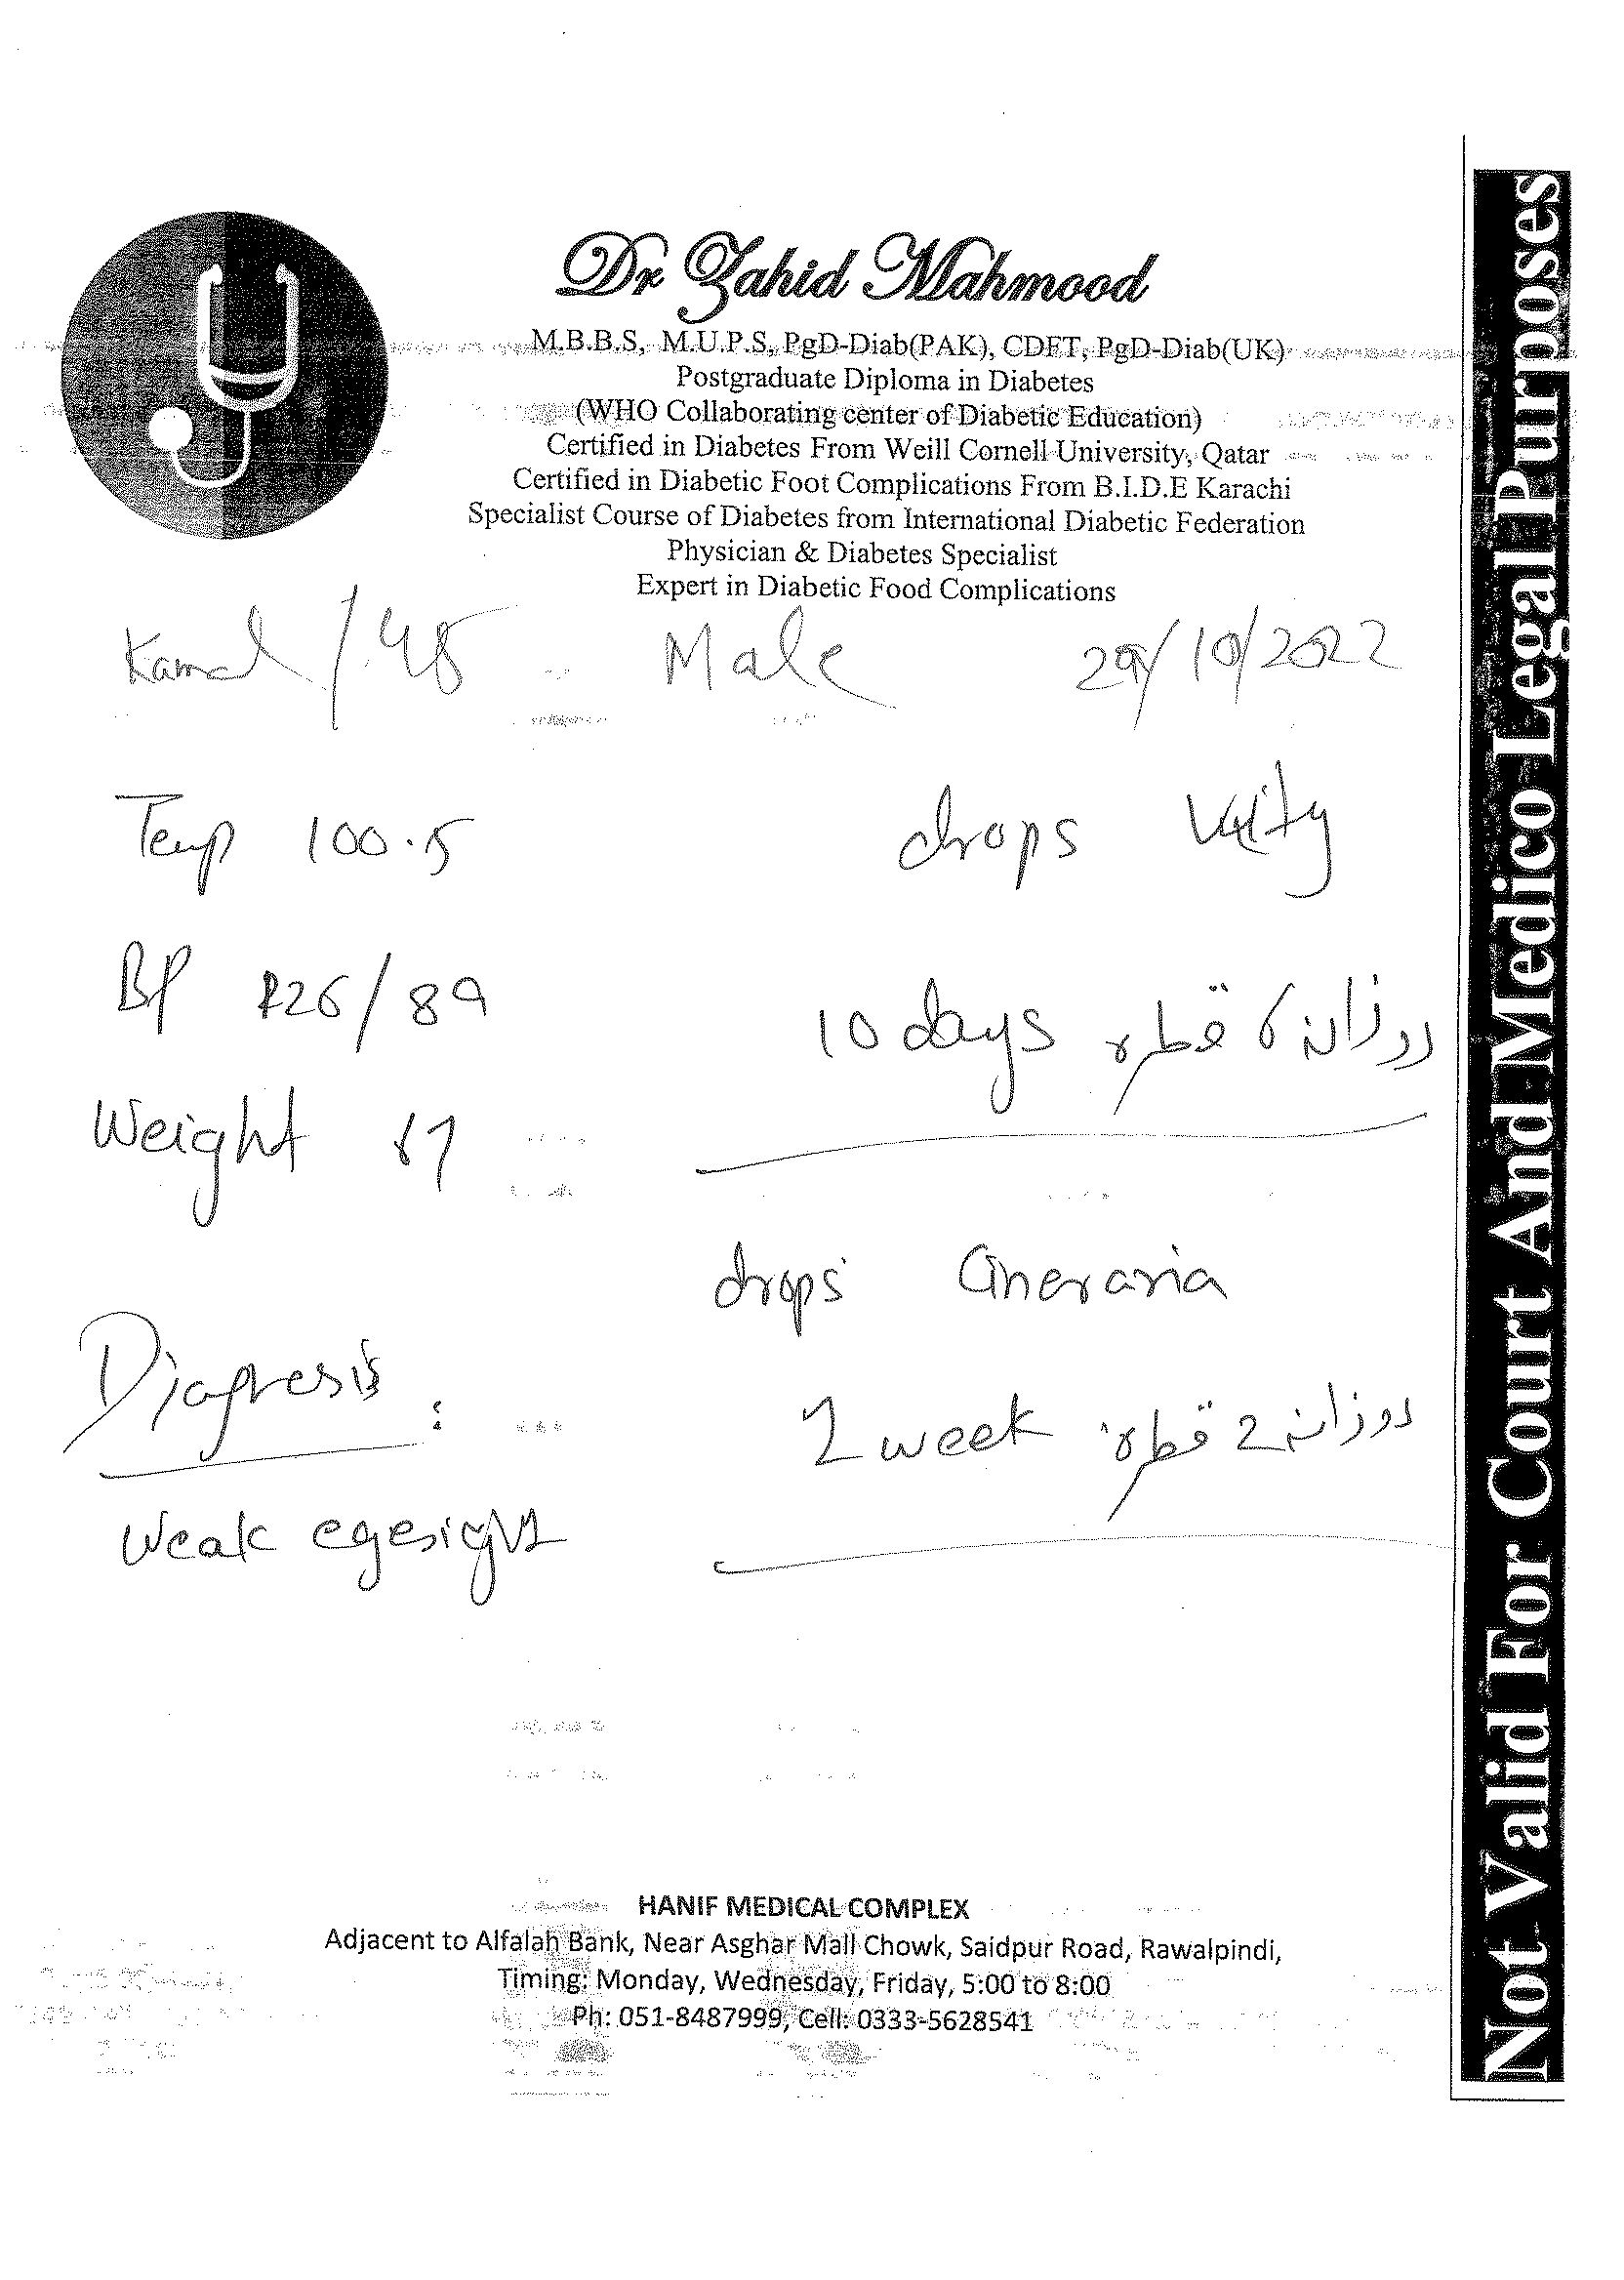 Dr Zahid Mahmood
M.B.B.S, M.U.P.S, PgD-Diab(PAK), CDFT, PgD-Diab(UK)
Postgraduate Diploma in Diabetes
(WHO Collaborating center of Diabetic Education)
Certified in Diabetes From Weill Cornell University, Qatar
Certified in Diabetic Foot Complications From B.I.D.E Karachi
Specialist Course of Diabetes from International Diabetic Federation
Physician & Diabetes Specialist
Expert in Diabetic Food Complications
Kamal / 48 Male 29/10/2022
Temp 100.5
BP 126/89
Weight
Diagnosis :
weak eyesight
drops
10 days روزانہ 6 قطرہ
drops Cineraria
2 week روزانہ 2 قطرہ
HANIF MEDICAL COMPLEX
Adjacent to Alfalah Bank, Near Asghar Mall Chowk, Saidpur Road, Rawalpindi,
Timing: Monday, Wednesday, Friday, 5:00 to 8:00
Ph: 051-8487999, Cell: 0333-5628541
Not Valid For Court And Medico Legal Purposes